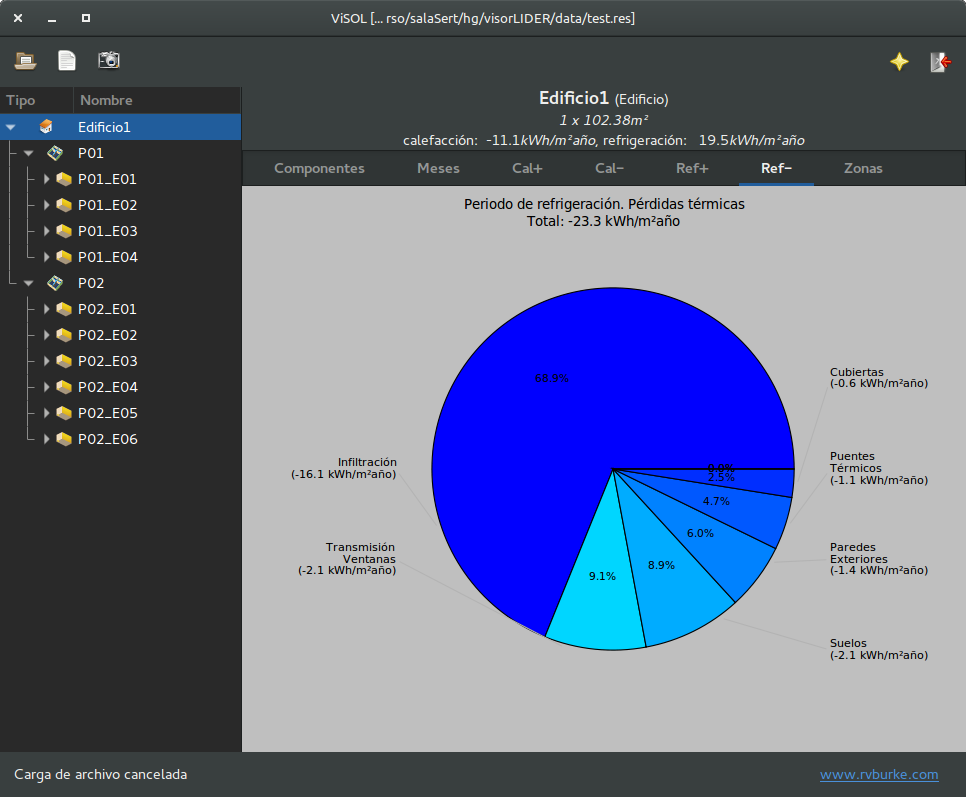 ViSOL [... rso/salaSert/hg/visorLIDER/data/test.res]
Tipo
Nombre
Edificio1
P01
P01_E01
P01_E02
P01_E03
P01_E04
P02
P02_E01
P02_E02
P02_E03
P02_E04
P02_E05
P02_E06
Edificio1 (Edificio)
1 x 102.38m²
calefacción: -11.1kWh/m²año, refrigeración: 19.5kWh/m²año
Componentes
Meses
Cal+
Cal−
Ref+
Ref−
Zonas
Periodo de refrigeración. Pérdidas térmicas
Total: -23.3 kWh/m²año
68.9%
Infiltración
(-16.1 kWh/m²año)
Transmisión
Ventanas
(-2.1 kWh/m²año)
9.1%
8.9%
6.0%
4.7%
2.5%
0.0%
Cubiertas
(-0.6 kWh/m²año)
Puentes
Térmicos
(-1.1 kWh/m²año)
Paredes
Exteriores
(-1.4 kWh/m²año)
Suelos
(-2.1 kWh/m²año)
Carga de archivo cancelada
www.rvburke.com